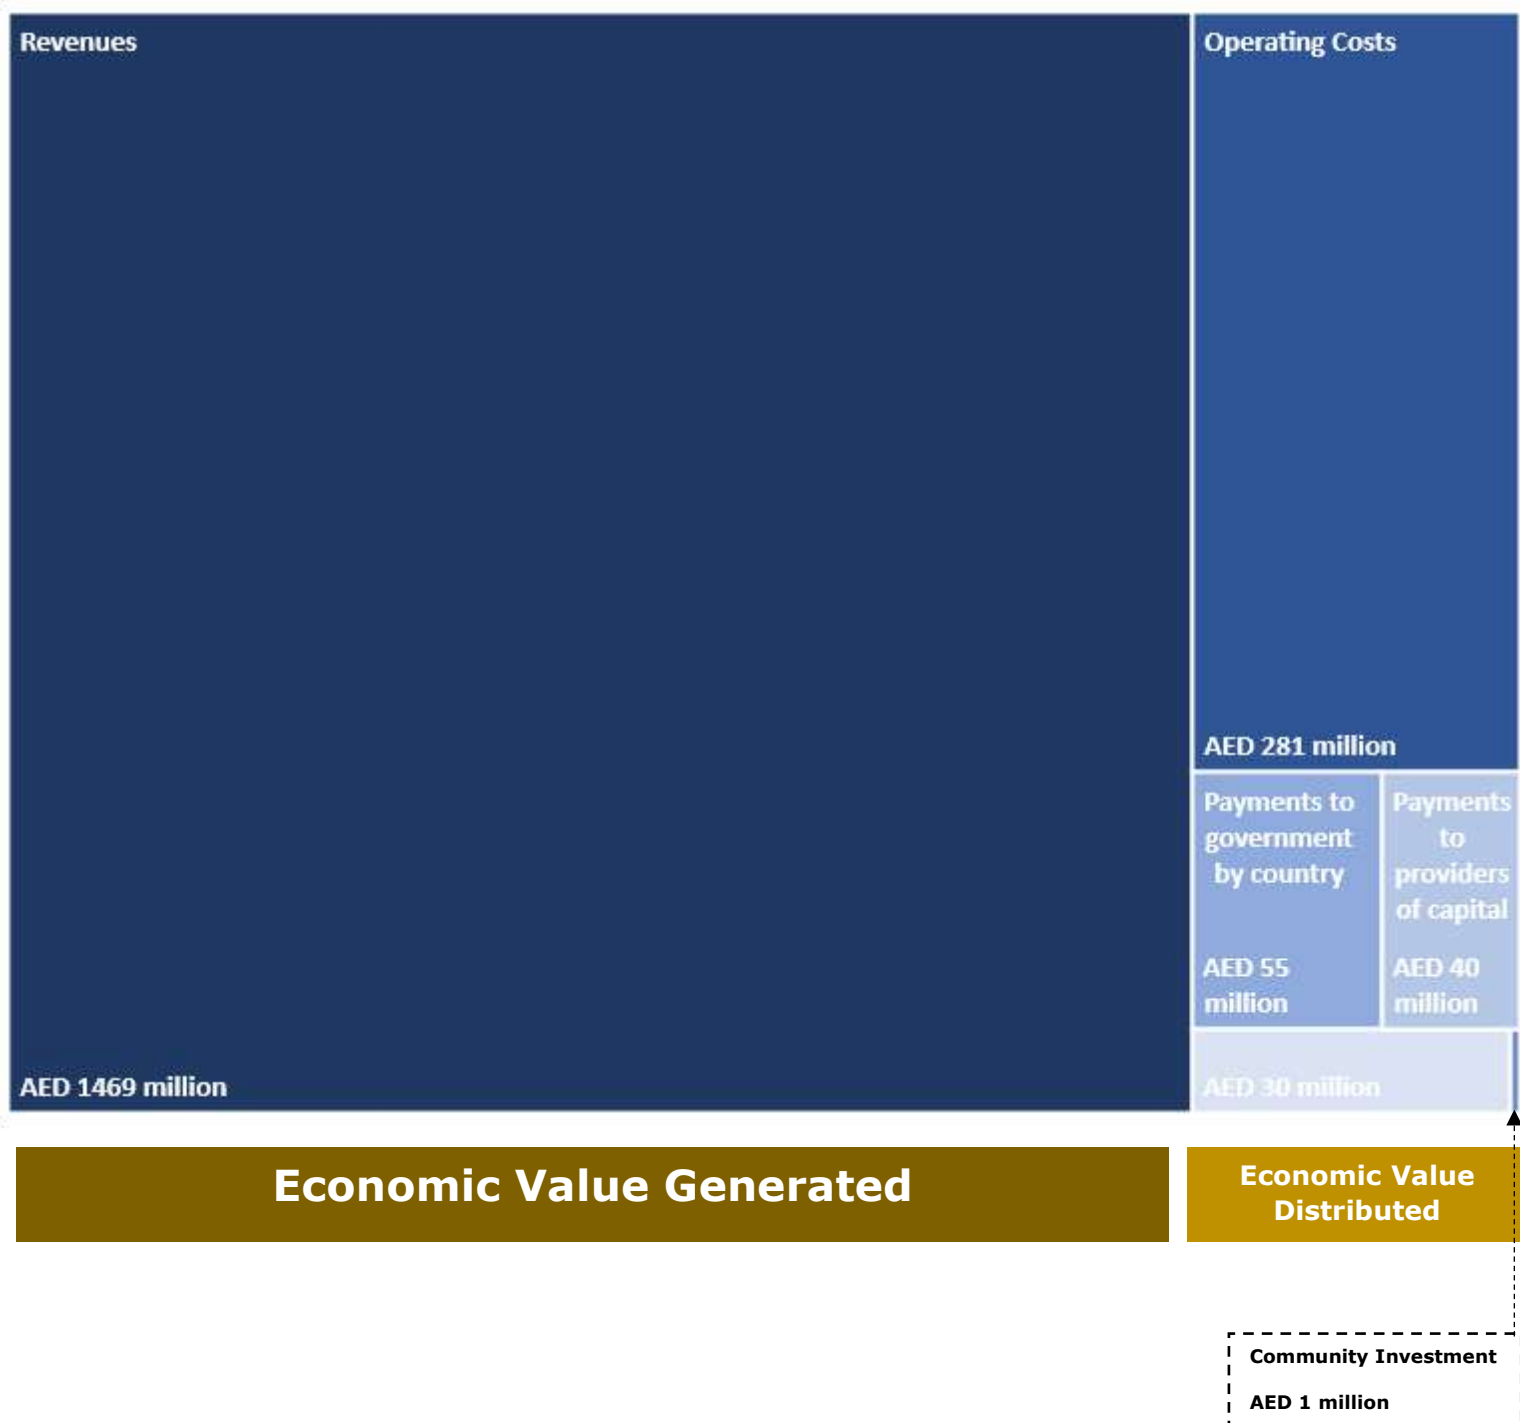 Revenues
AED 1469 million
Operating Costs
AED 281 million
Payments to
government
by country
AED 55
million
Payments
to
providers
of capital
AED 40
million
AED 30 million
Economic Value Generated
Economic Value
Distributed
Community Investment
AED 1 million